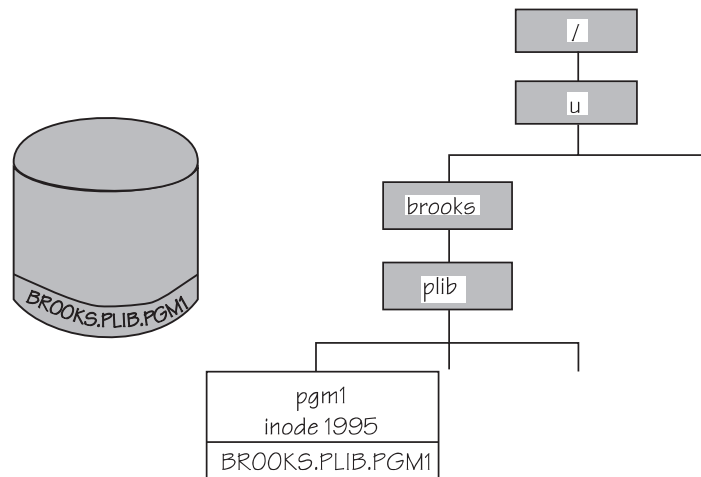 /
u
brooks
plib
BROOKS.PLIB.PGM1
pgm1
inode 1995
BROOKS.PLIB.PGM1